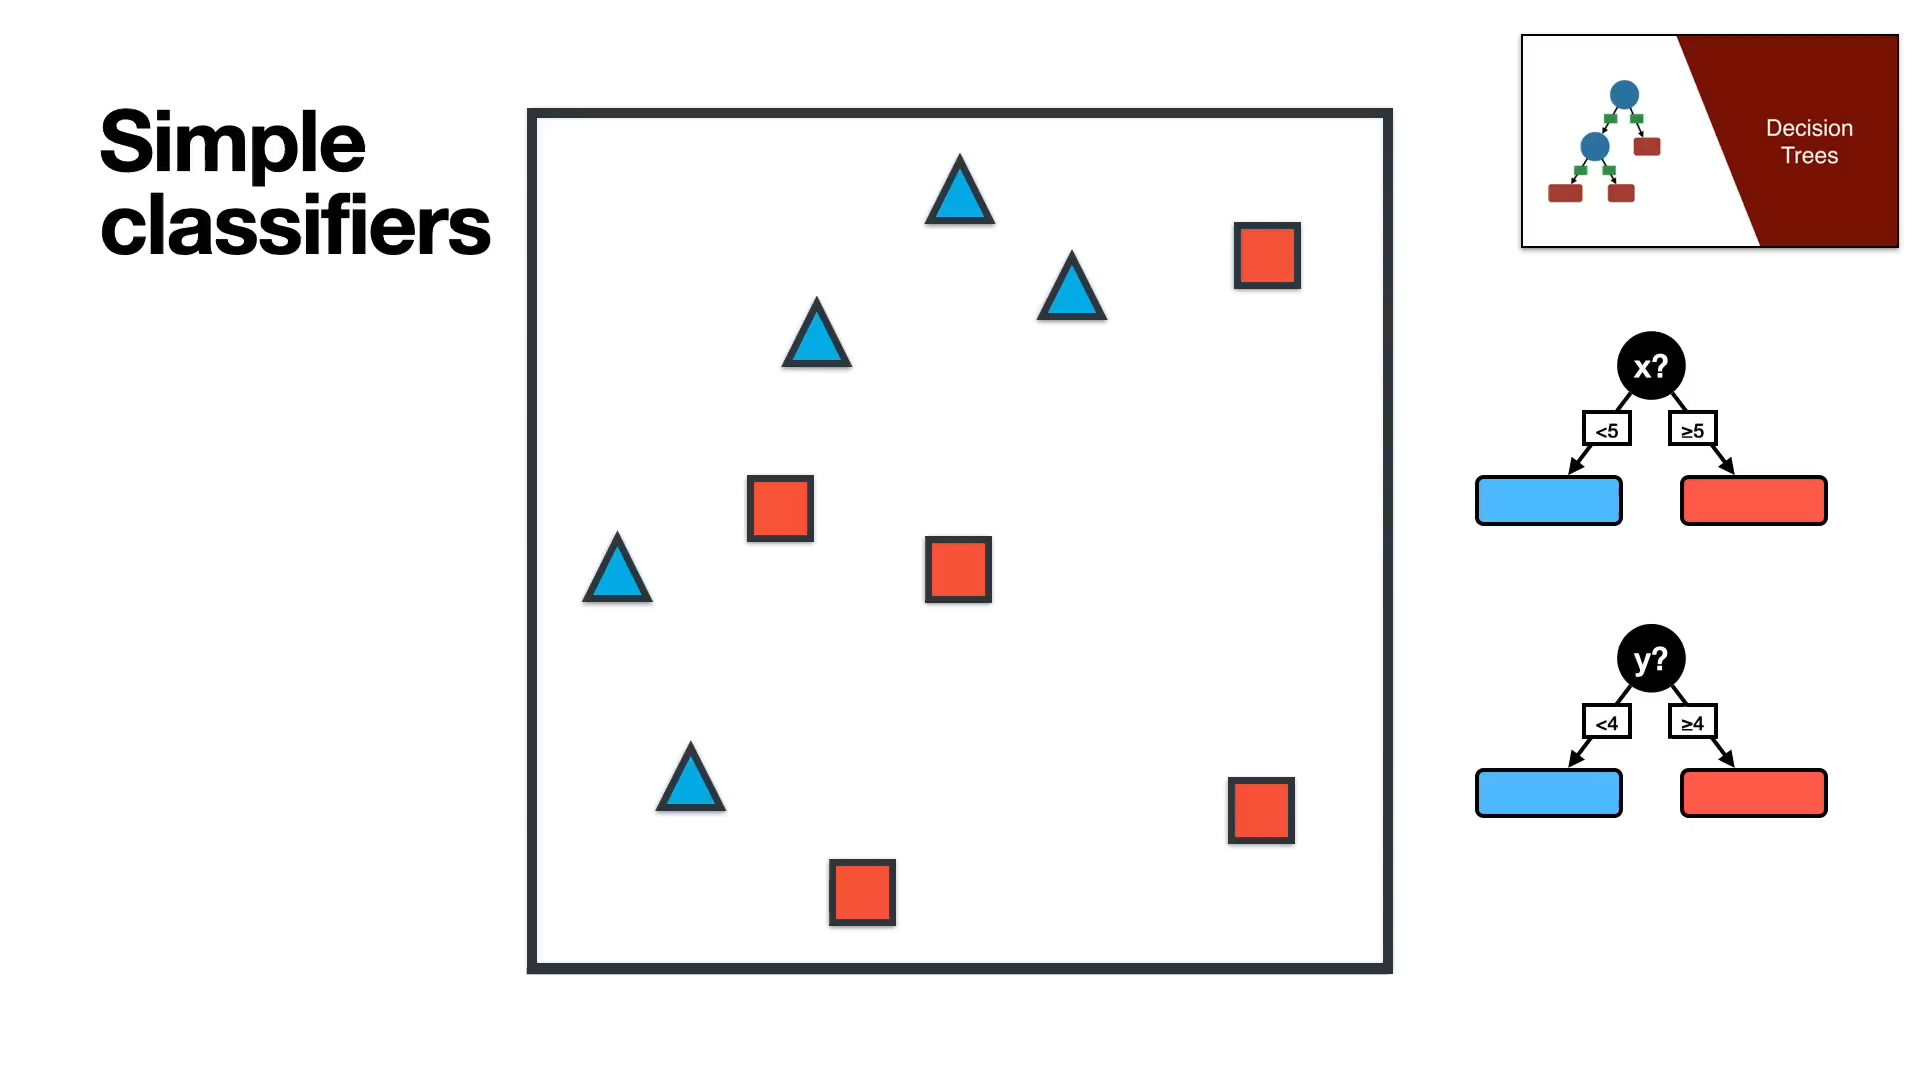 Simple
classifiers
Decision
Trees
x?
<5
≥5
y?
<4
≥4